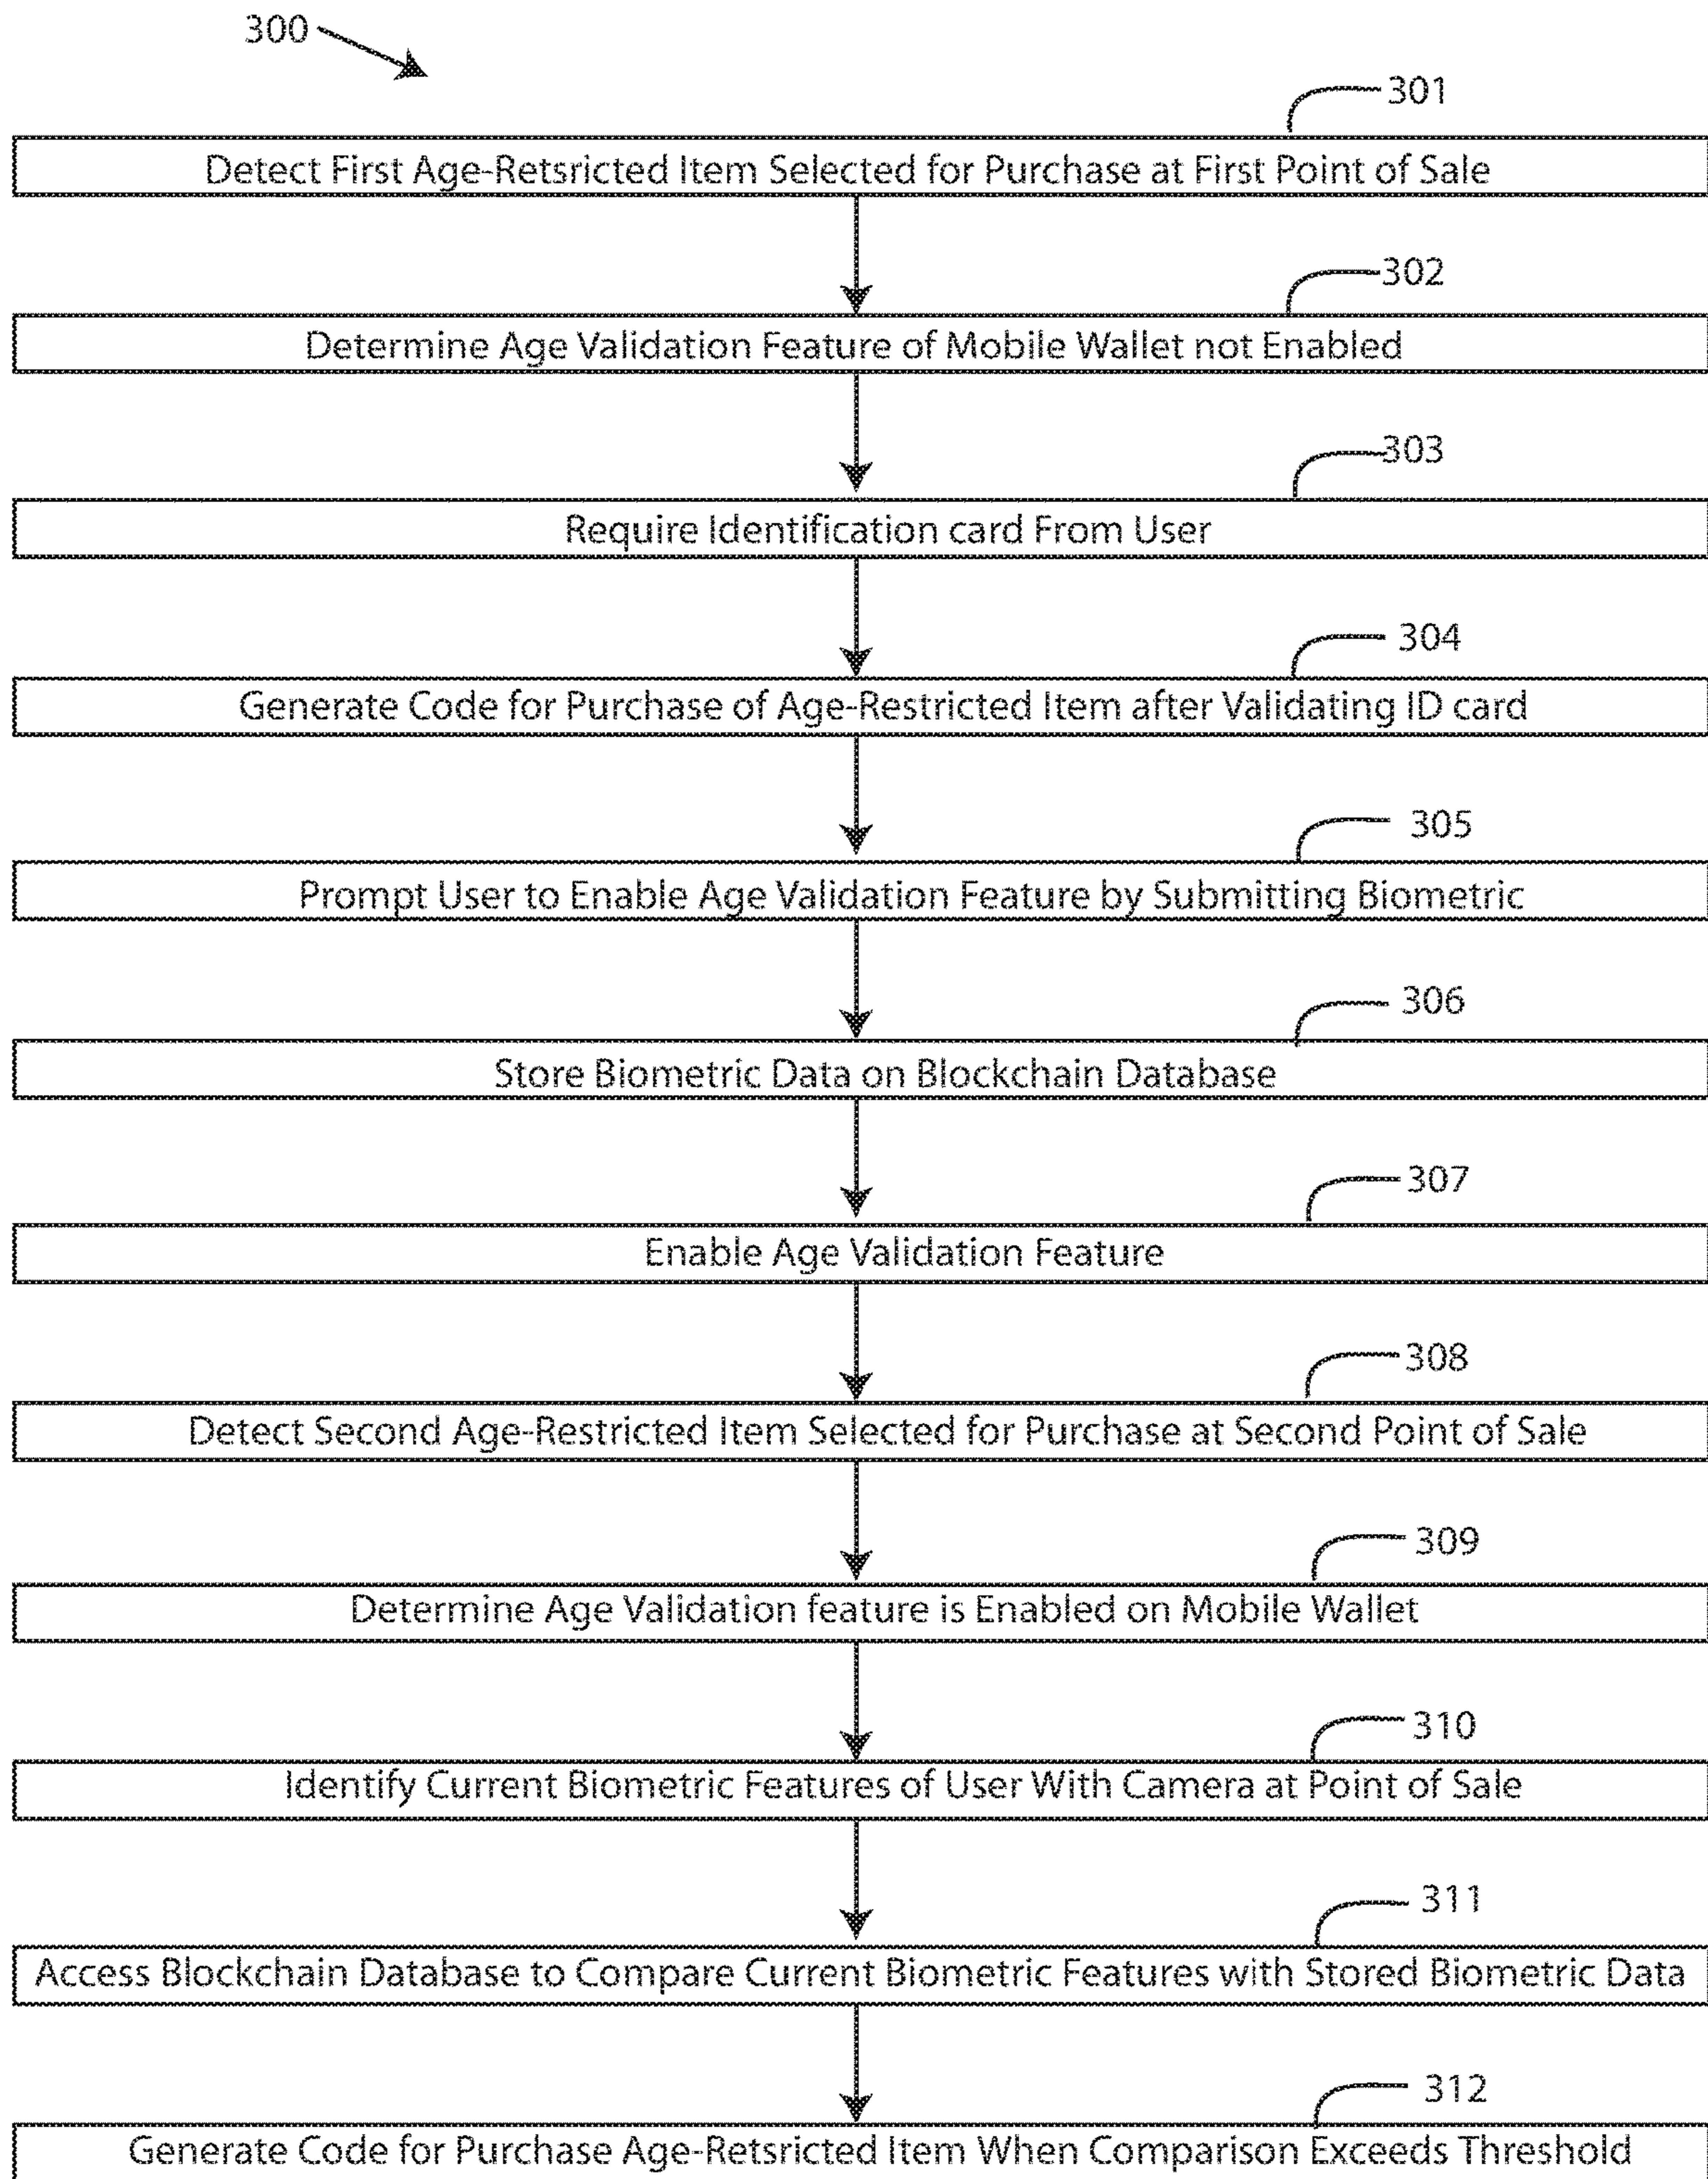 300
301
Detect First Age-Retsricted Item Selected for Purchase at First Point of Sale
302
Determine Age Validation Feature of Mobile Wallet not Enabled
303
Require Identification card From User
304
Generate Code for Purchase of Age-Restricted Item after Validating ID card
305
Prompt User to Enable Age Validation Feature by Submitting Biometric
306
Store Biometric Data on Blockchain Database
307
Enable Age Validation Feature
308
Detect Second Age-Restricted Item Selected for Purchase at Second Point of Sale
309
Determine Age Validation feature is Enabled on Mobile Wallet
310
Identify Current Biometric Features of User With Camera at Point of Sale
311
Access Blockchain Database to Compare Current Biometric Features with Stored Biometric Data
312
Generate Code for Purchase Age-Retsricted Item When Comparison Exceeds Threshold